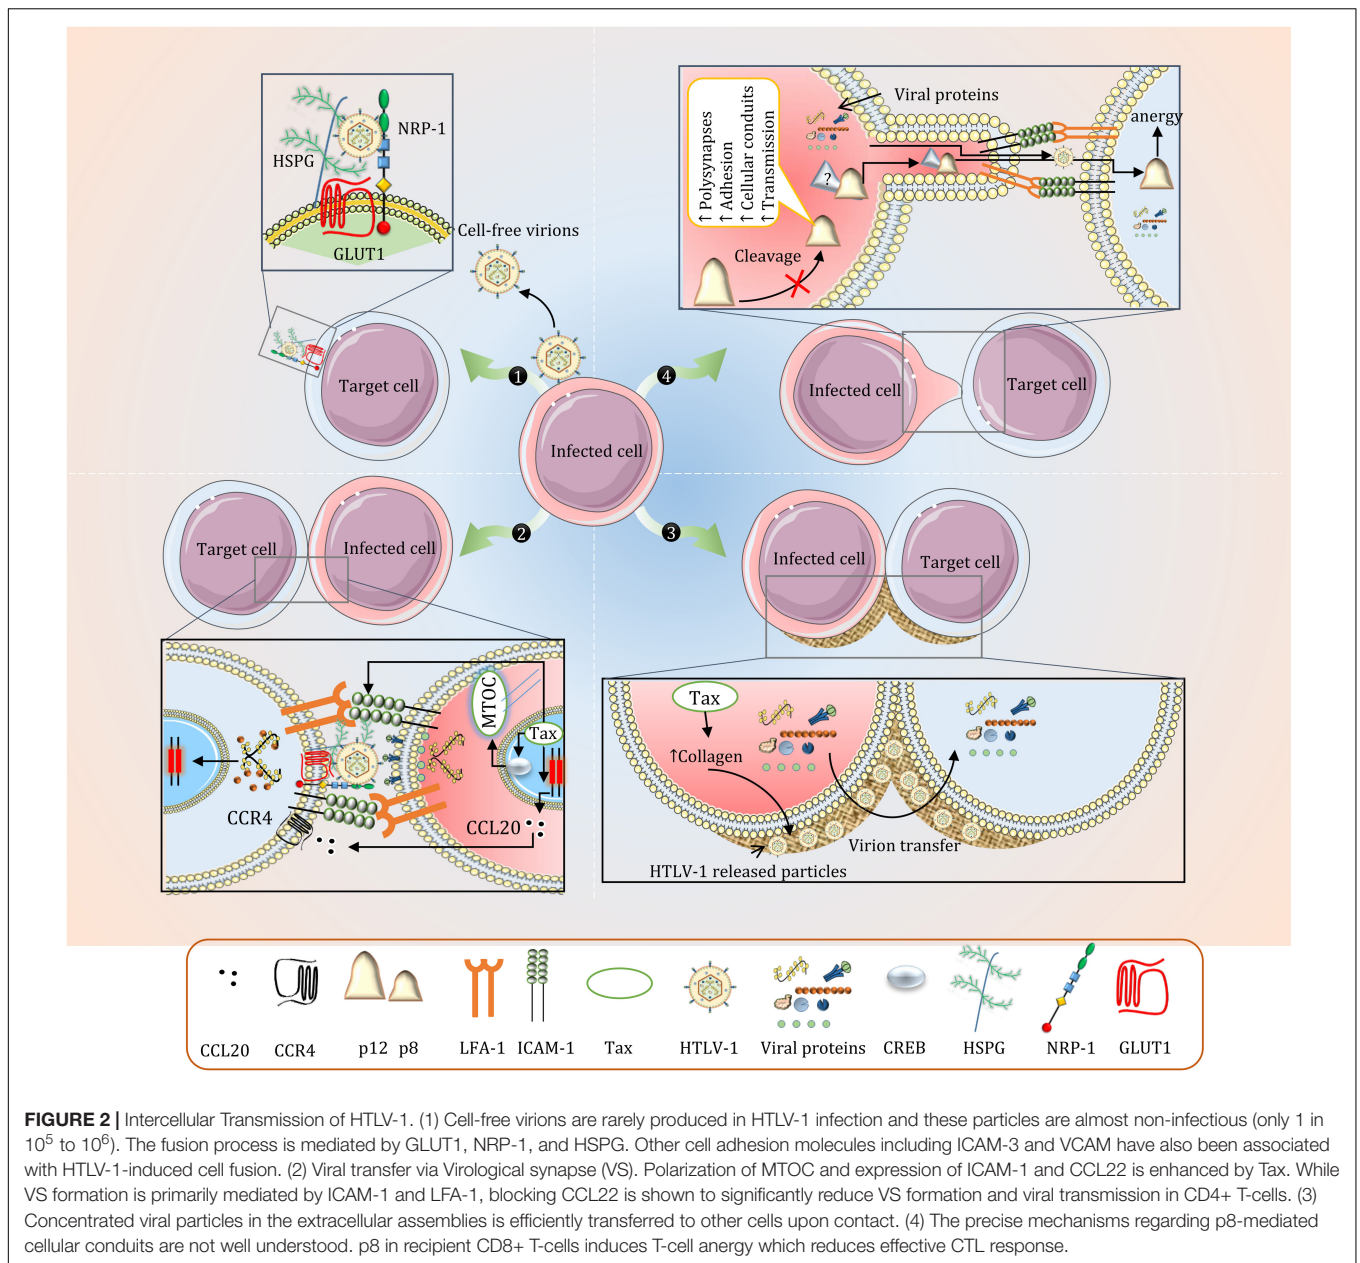 HSPG
NRP-1
GLUT1
Cell-free virions
Target cell
1
Infected cell
Viral proteins
anergy
↑ Polysynapses
↑ Adhesion
↑ Cellular conduits
↑ Transmission
?
Cleavage
4
Infected cell
Target cell
2
Target cell
Infected cell
MTOC
Tax
CCR4
CCL20
3
Infected cell
Target cell
Tax
↑Collagen
Virion transfer
HTLV-1 released particles
CCL20 CCR4 p12 p8 LFA-1 ICAM-1 Tax HTLV-1 Viral proteins CREB HSPG NRP-1 GLUT1
FIGURE 2 | Intercellular Transmission of HTLV-1. (1) Cell-free virions are rarely produced in HTLV-1 infection and these particles are almost non-infectious (only 1 in
10⁵ to 10⁶). The fusion process is mediated by GLUT1, NRP-1, and HSPG. Other cell adhesion molecules including ICAM-3 and VCAM have also been associated
with HTLV-1-induced cell fusion. (2) Viral transfer via Virological synapse (VS). Polarization of MTOC and expression of ICAM-1 and CCL22 is enhanced by Tax. While
VS formation is primarily mediated by ICAM-1 and LFA-1, blocking CCL22 is shown to significantly reduce VS formation and viral transmission in CD4+ T-cells. (3)
Concentrated viral particles in the extracellular assemblies is efficiently transferred to other cells upon contact. (4) The precise mechanisms regarding p8-mediated
cellular conduits are not well understood. p8 in recipient CD8+ T-cells induces T-cell anergy which reduces effective CTL response.